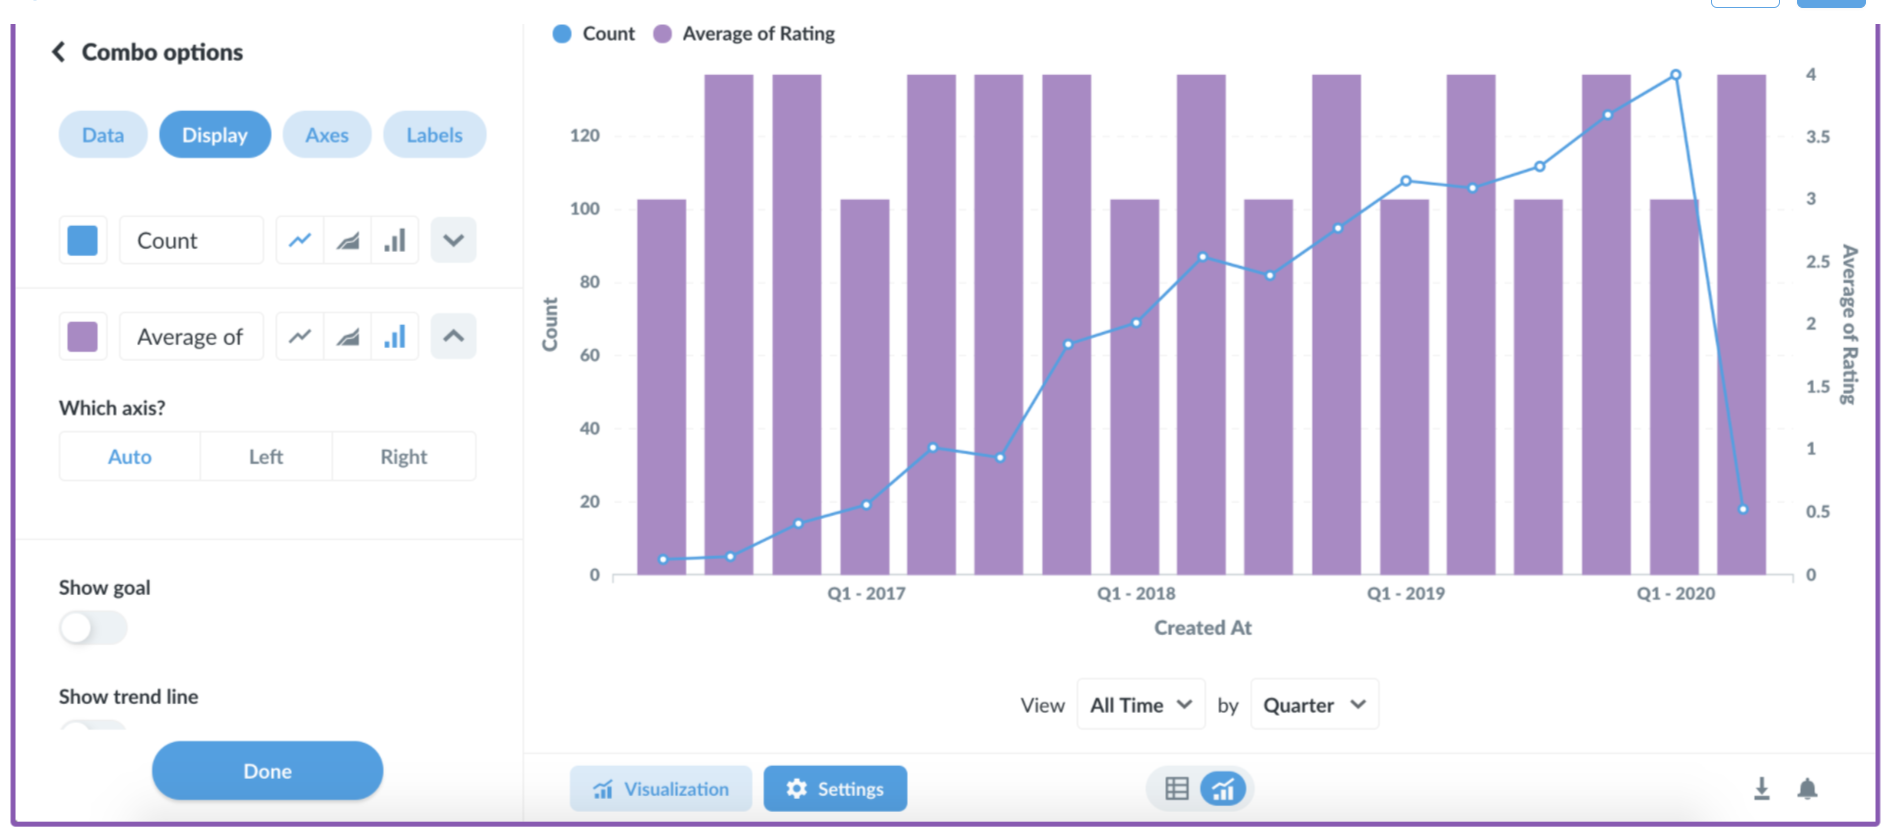 Combo options
Data
Display
Axes
Labels
Count
Average of
Which axis?
Auto
Left
Right
Show goal
Show trend line
Done
Count
Average of Rating
120
100
80
60
40
20
0
Count
4
3.5
3
2.5
2
1.5
1
0.5
0
Average of Rating
Q1 - 2017
Q1 - 2018
Q1 - 2019
Q1 - 2020
Created At
View All Time by Quarter
Visualization
Settings